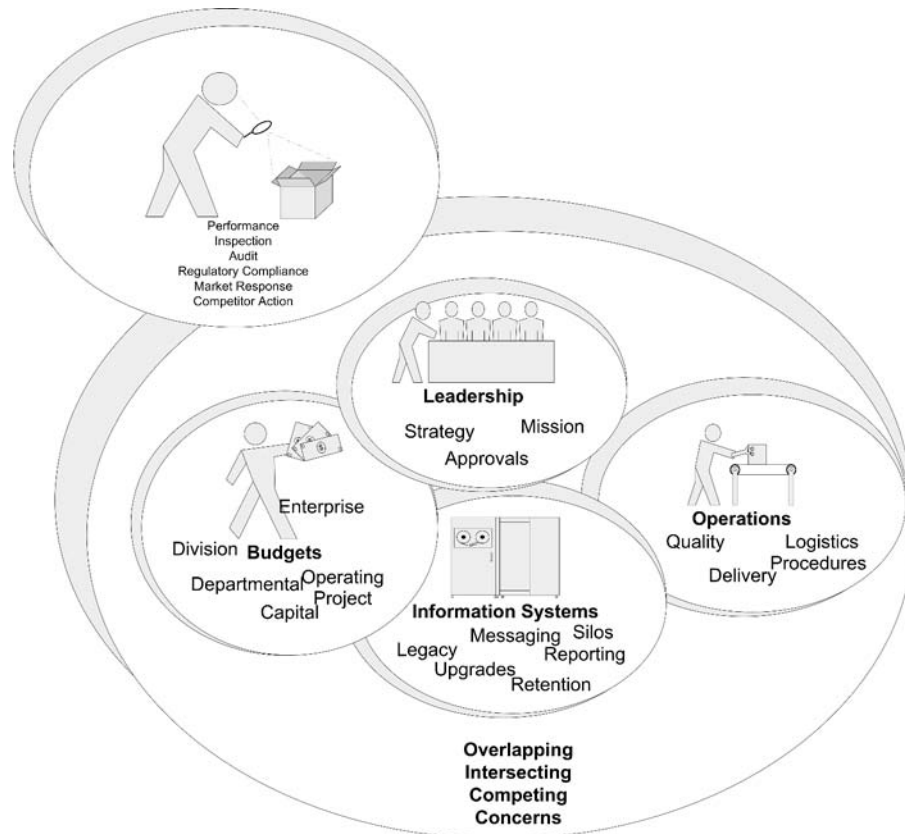 Performance
Inspection
Audit
Regulatory Compliance
Market Response
Competitor Action
Leadership
Strategy
Mission
Approvals
Enterprise
Division
Budgets
Departmental
Operating
Project
Capital
Information Systems
Messaging
Silos
Legacy
Reporting
Upgrades
Retention
Operations
Quality
Logistics
Procedures
Delivery
Overlapping
Intersecting
Competing
Concerns